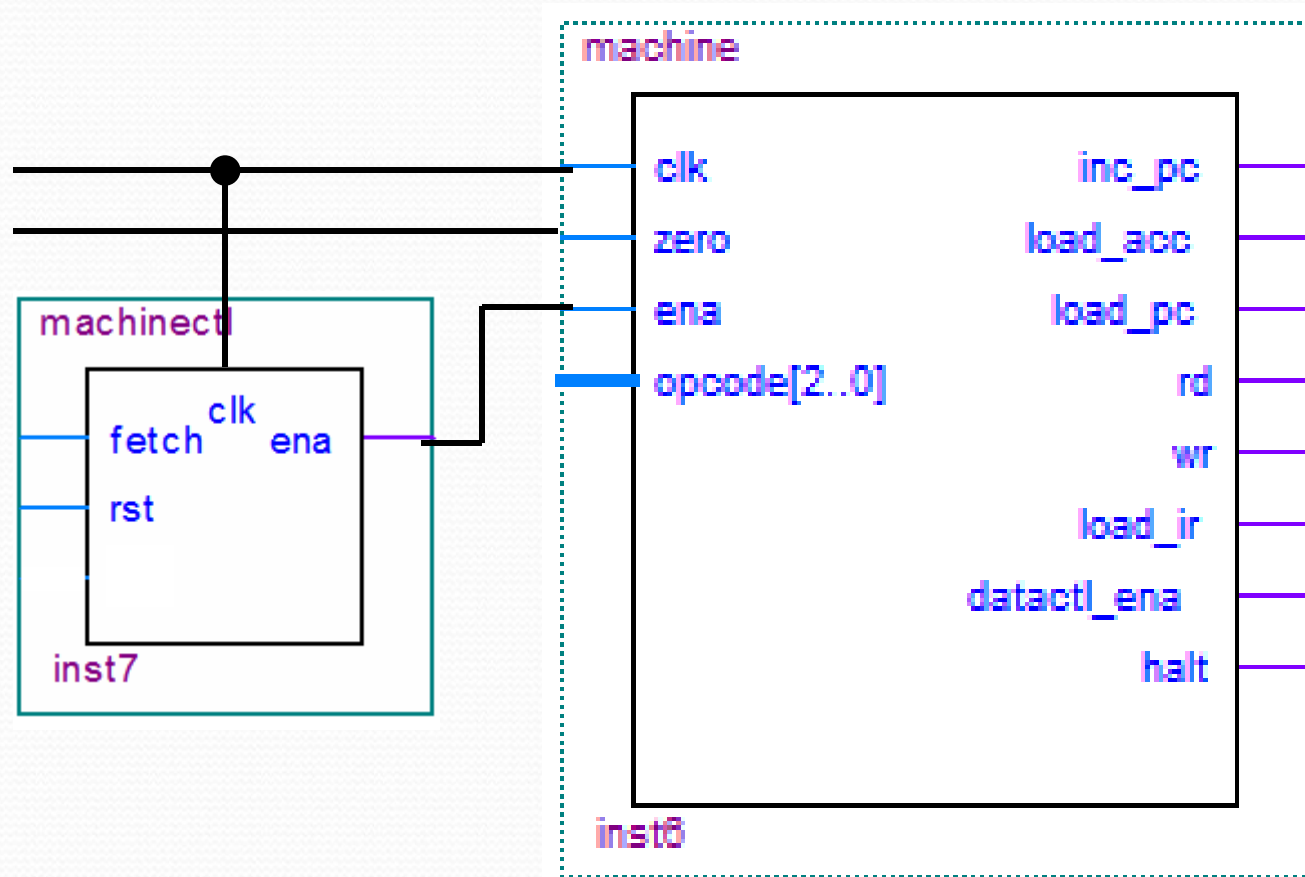 machine
clk
zero
ena
opcode[2..0]
inc_pc
load_acc
load_pc
rd
wr
load_ir
datactl_ena
halt
inst6
machinectl
clk
fetch
ena
rst
inst7